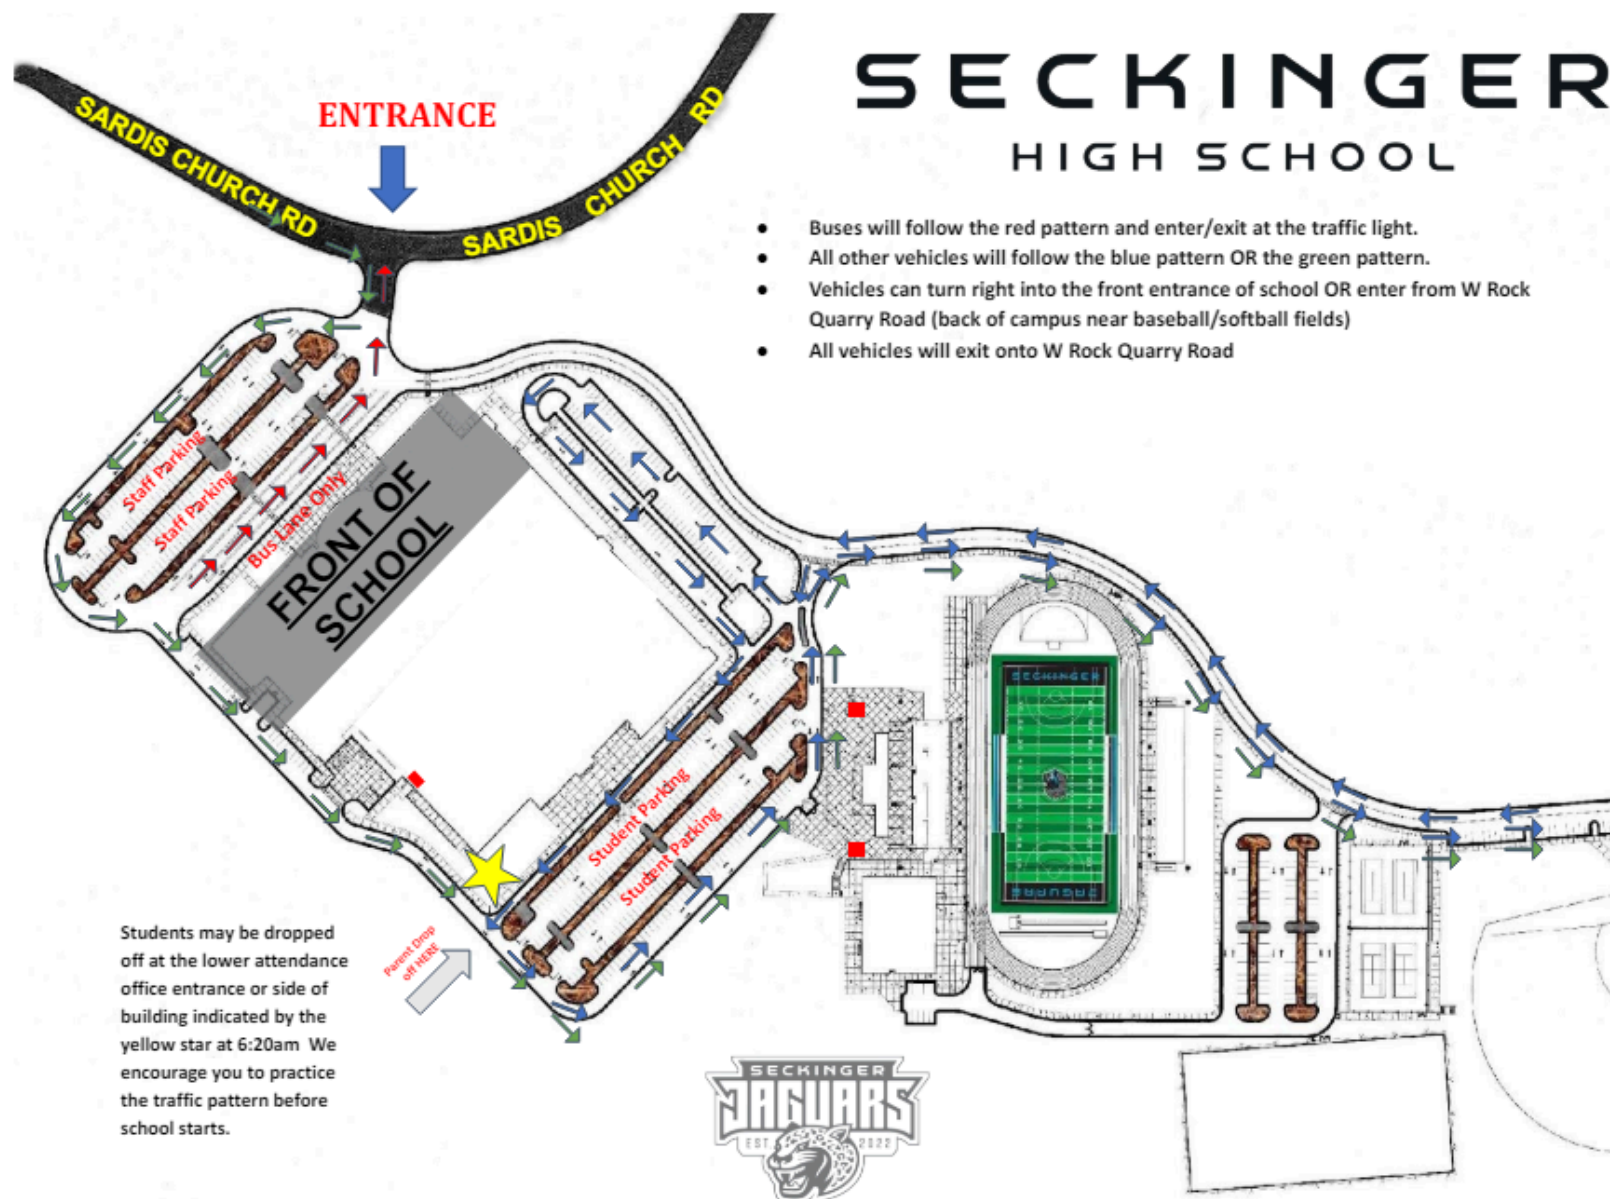 SECKINGER
HIGH SCHOOL
ENTRANCE
SARDIS CHURCH RD
SARDIS CHURCH RD
● Buses will follow the red pattern and enter/exit at the traffic light.
● All other vehicles will follow the blue pattern OR the green pattern.
● Vehicles can turn right into the front entrance of school OR enter from W Rock
Quarry Road (back of campus near baseball/softball fields)
● All vehicles will exit onto W Rock Quarry Road
Staff Parking
Staff Parking
Bus Lane Only
FRONT OF
SCHOOL
SECKINGER
JAGUARS
Student Parking
Student Parking
Parent Drop
off HERE
Students may be dropped
off at the lower attendance
office entrance or side of
building indicated by the
yellow star at 6:20am  We
encourage you to practice
the traffic pattern before
school starts.
SECKINGER
JAGUARS
EST. 2022